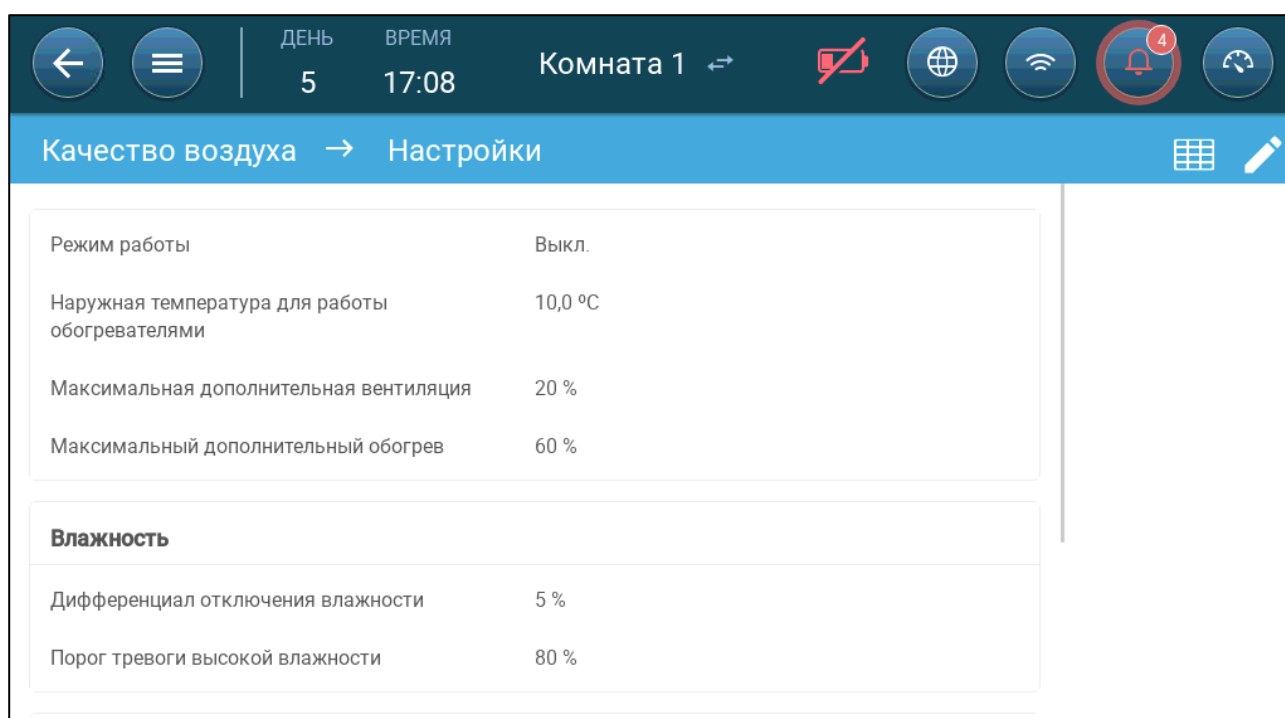 ДЕНЬ ВРЕМЯ
5 17:08 Комната 1 4
Качество воздуха → Настройки
Режим работы Выкл.
Наружная температура для работы 10,0 ºC
обогревателями
Максимальная дополнительная вентиляция 20 %
Максимальный дополнительный обогрев 60 %
Влажность
Дифференциал отключения влажности 5 %
Порог тревоги высокой влажности 80 %